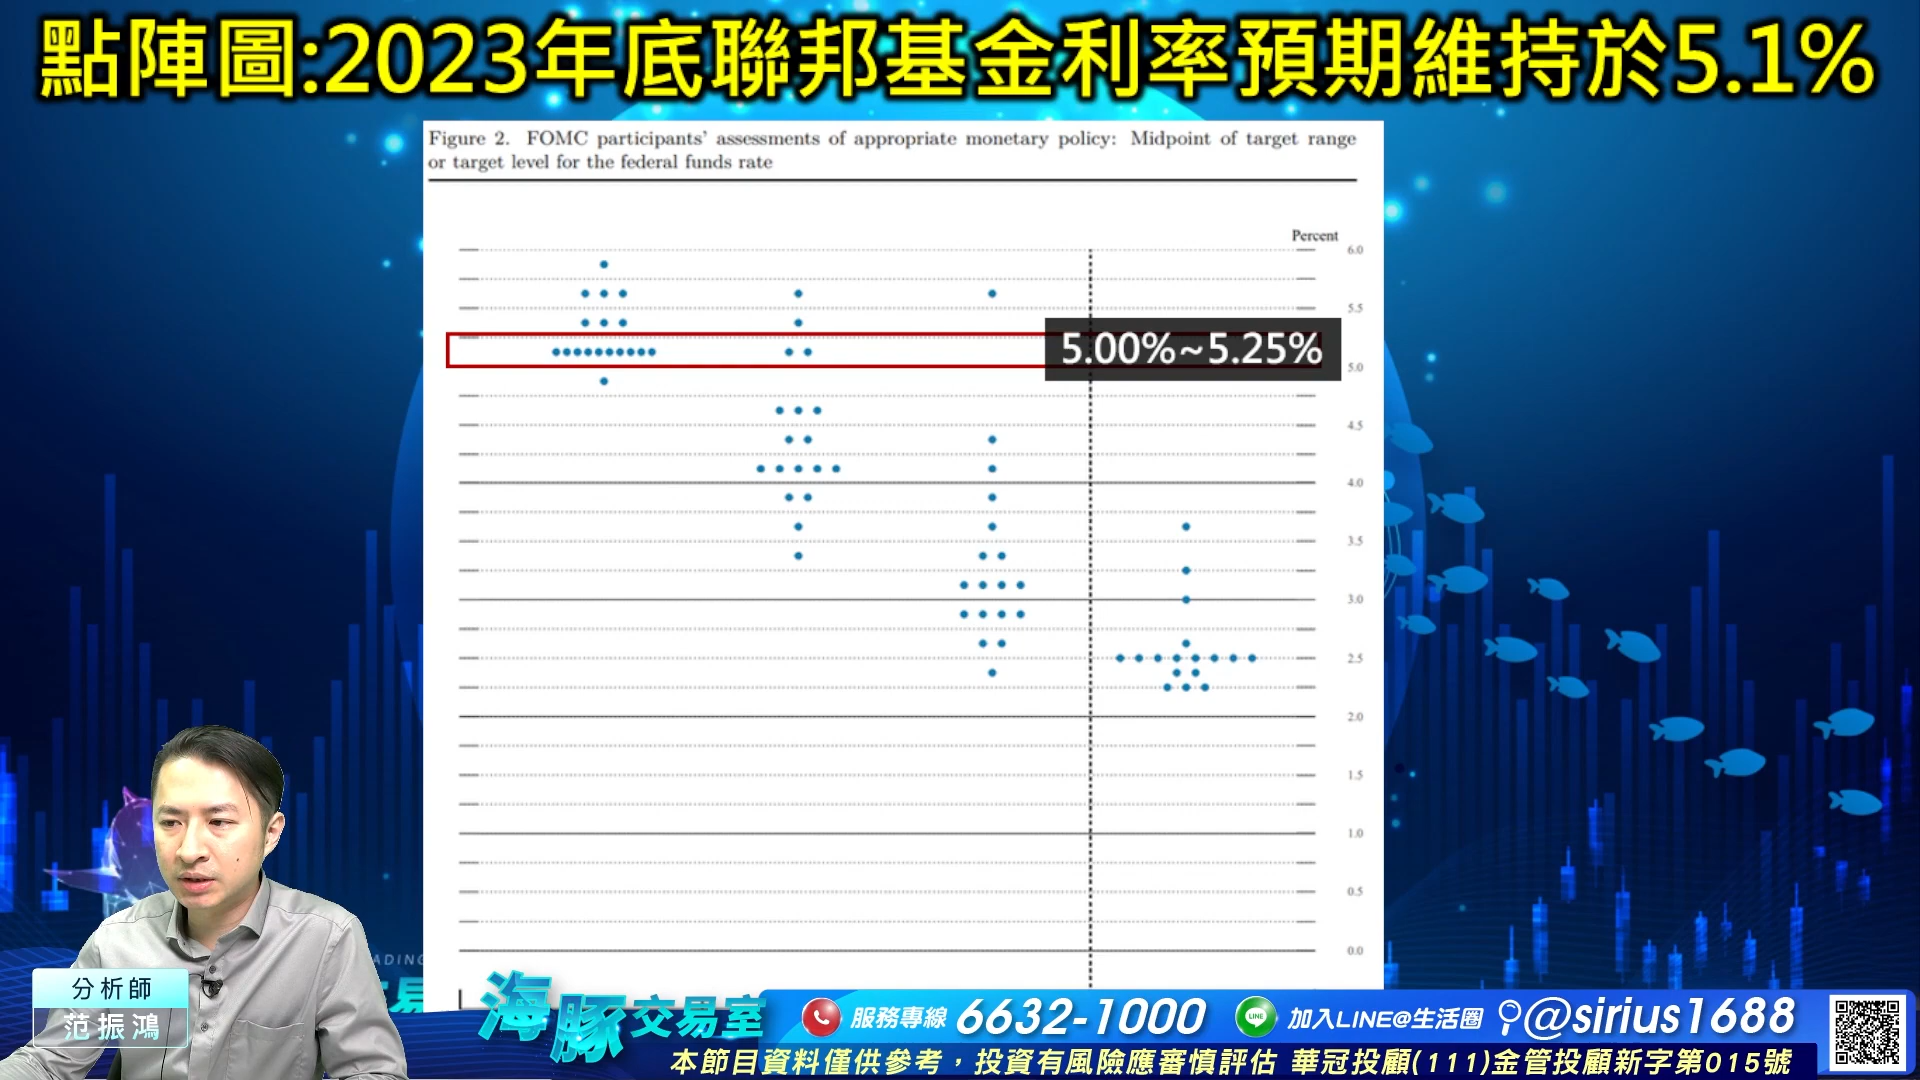 點陣圖:2023年底聯邦基金利率預期維持於5.1%
Figure 2. FOMC participants' assessments of appropriate monetary policy: Midpoint of target range
or target level for the federal funds rate
Percent
6.0
5.5
5.00%~5.25%
5.0
4.5
4.0
3.5
3.0
2.5
2.0
1.5
1.0
0.5
0.0
ADING
分析師
范振鴻
海豚交易室
服務專線 6632-1000
LINE
加入LINE@生活圈
@sirius1688
本節目資料僅供參考,投資有風險應審慎評估 華冠投顧(111)金管投顧新字第015號